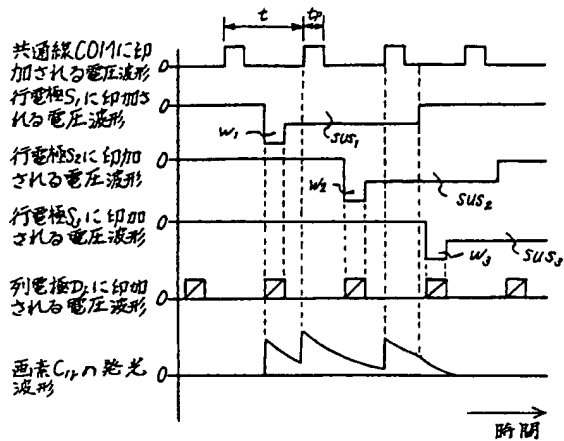 t
tp
共通線COMに印
加される電圧波形
0
行電極S1に印加さ
れる電圧波形
0
W1
sus1
行電極S2に印加
される電圧波形
0
W2
sus2
行電極S3に印加
される電圧波形
0
W3
sus3
列電極D1に印加
される電圧波形
0
画素C11の発光
波形
0
時間